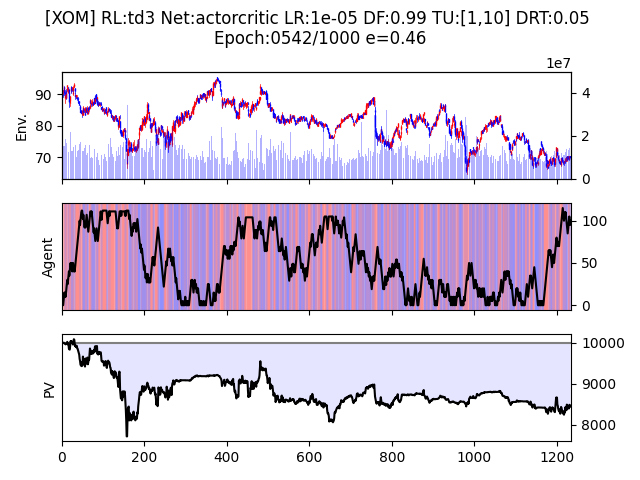 [XOM] RL:td3 Net:actorcritic LR:1e-05 DF:0.99 TU:[1,10] DRT:0.05
Epoch:0542/1000 e=0.46
1e7
Env.
90
80
70
4
2
0
Agent
100
50
0
PV
10000
9000
8000
0 200 400 600 800 1000 1200